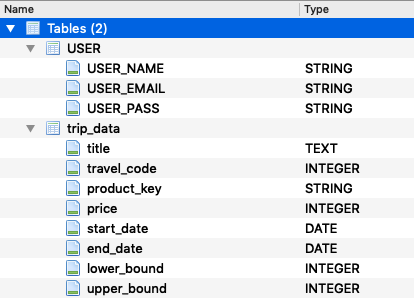 Name Type
Tables (2)
USER
USER_NAME STRING
USER_EMAIL STRING
USER_PASS STRING
trip_data
title TEXT
travel_code INTEGER
product_key STRING
price INTEGER
start_date DATE
end_date DATE
lower_bound INTEGER
upper_bound INTEGER